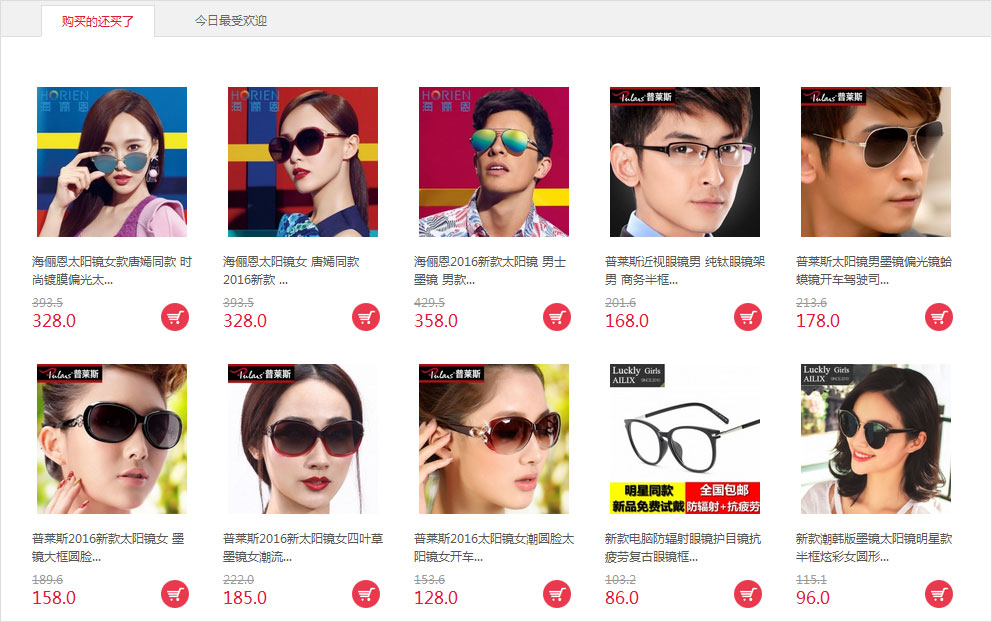 购买的还买了
今日最受欢迎
HORIEN
海俪恩
HORIEN
海俪恩
HORIEN
海俪恩
Pulais 普莱斯
Pulais 普莱斯
海俪恩太阳镜女款唐嫣同款 时
尚镀膜偏光太...
393.5
328.0
海俪恩太阳镜女 唐嫣同款
2016新款 ...
393.5
328.0
海俪恩2016新款太阳镜 男士
墨镜 男款...
429.5
358.0
普莱斯近视眼镜男 纯钛眼镜架
男 商务半框...
201.6
168.0
普莱斯太阳镜男墨镜偏光镜蛤
蟆镜开车驾驶司...
213.6
178.0
Pulais 普莱斯
Pulais 普莱斯
Pulais 普莱斯
Luckly Girls
AILIX SINCE2010
明星同款
新品免费试戴
全国包邮
防辐射+抗疲劳
Luckly Girls
AILIX SINCE2010
普莱斯2016新款太阳镜女 墨
镜大框圆脸...
189.6
158.0
普莱斯2016新太阳镜女四叶草
墨镜女潮流...
222.0
185.0
普莱斯2016太阳镜女潮圆脸太
阳镜女开车...
153.6
128.0
新款电脑防辐射眼镜护目镜抗
疲劳复古眼镜框...
103.2
86.0
新款潮韩版墨镜太阳镜明星款
半框炫彩女圆形...
115.1
96.0